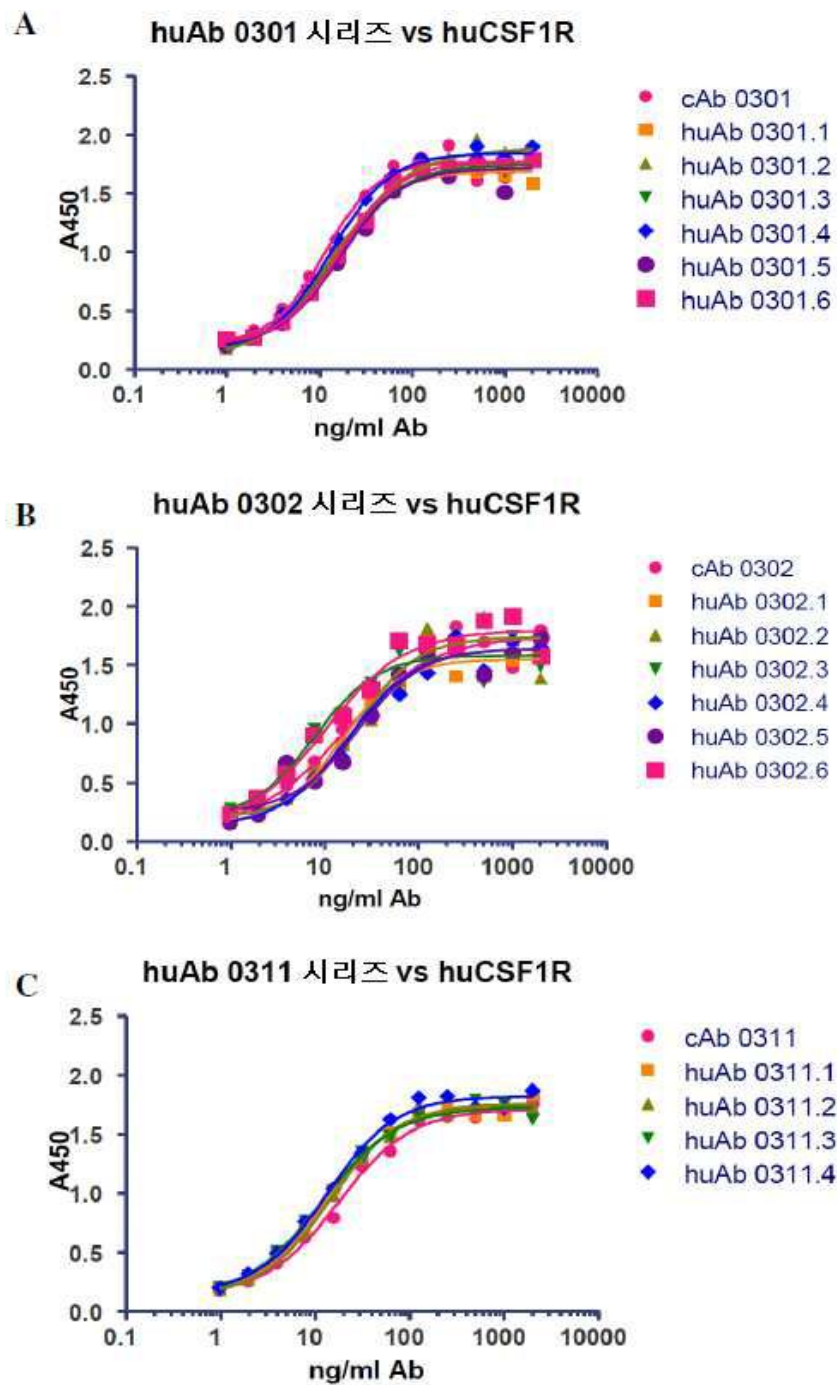 A
huAb 0301 시리즈 vs huCSF1R
2.5
2.0
1.5
1.0
0.5
0.0
A450
0.1
1
10
100
1000
10000
ng/ml Ab
cAb 0301
huAb 0301.1
huAb 0301.2
huAb 0301.3
huAb 0301.4
huAb 0301.5
huAb 0301.6
B
huAb 0302 시리즈 vs huCSF1R
2.5
2.0
1.5
1.0
0.5
0.0
A450
0.1
1
10
100
1000
10000
ng/ml Ab
cAb 0302
huAb 0302.1
huAb 0302.2
huAb 0302.3
huAb 0302.4
huAb 0302.5
huAb 0302.6
C
huAb 0311 시리즈 vs huCSF1R
2.5
2.0
1.5
1.0
0.5
0.0
A450
0.1
1
10
100
1000
10000
ng/ml Ab
cAb 0311
huAb 0311.1
huAb 0311.2
huAb 0311.3
huAb 0311.4